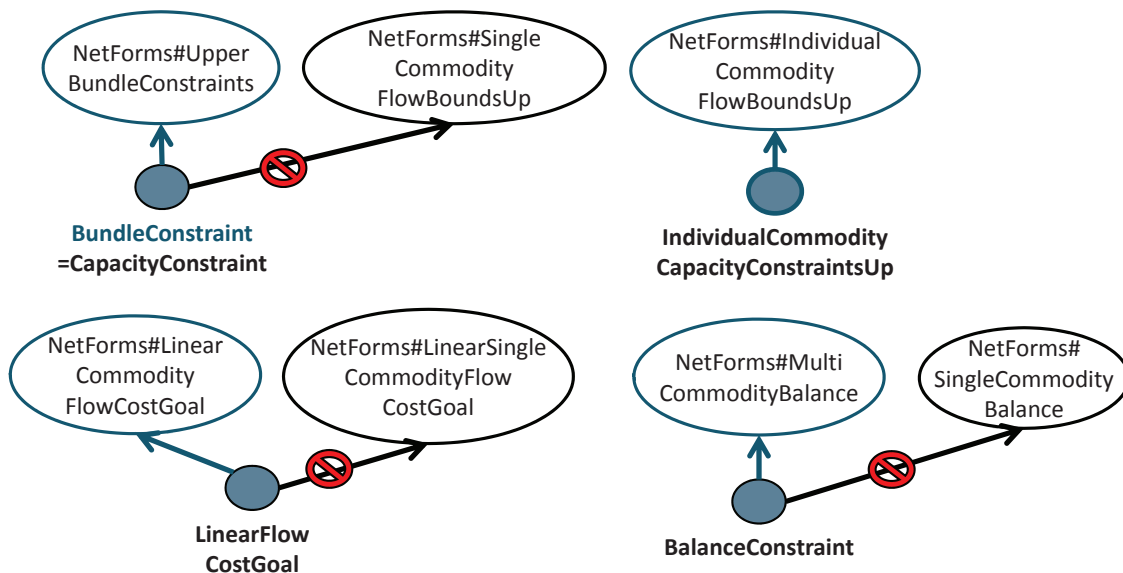 NetForms#Upper
BundleConstraints
NetForms#Single
Commodity
FlowBoundsUp
NetForms#Individual
Commodity
FlowBoundsUp
BundleConstraint
=CapacityConstraint
IndividualCommodity
CapacityConstraintsUp
NetForms#Linear
Commodity
FlowCostGoal
NetForms#LinearSingle
CommodityFlow
CostGoal
NetForms#Multi
CommodityBalance
NetForms#
SingleCommodity
Balance
LinearFlow
CostGoal
BalanceConstraint